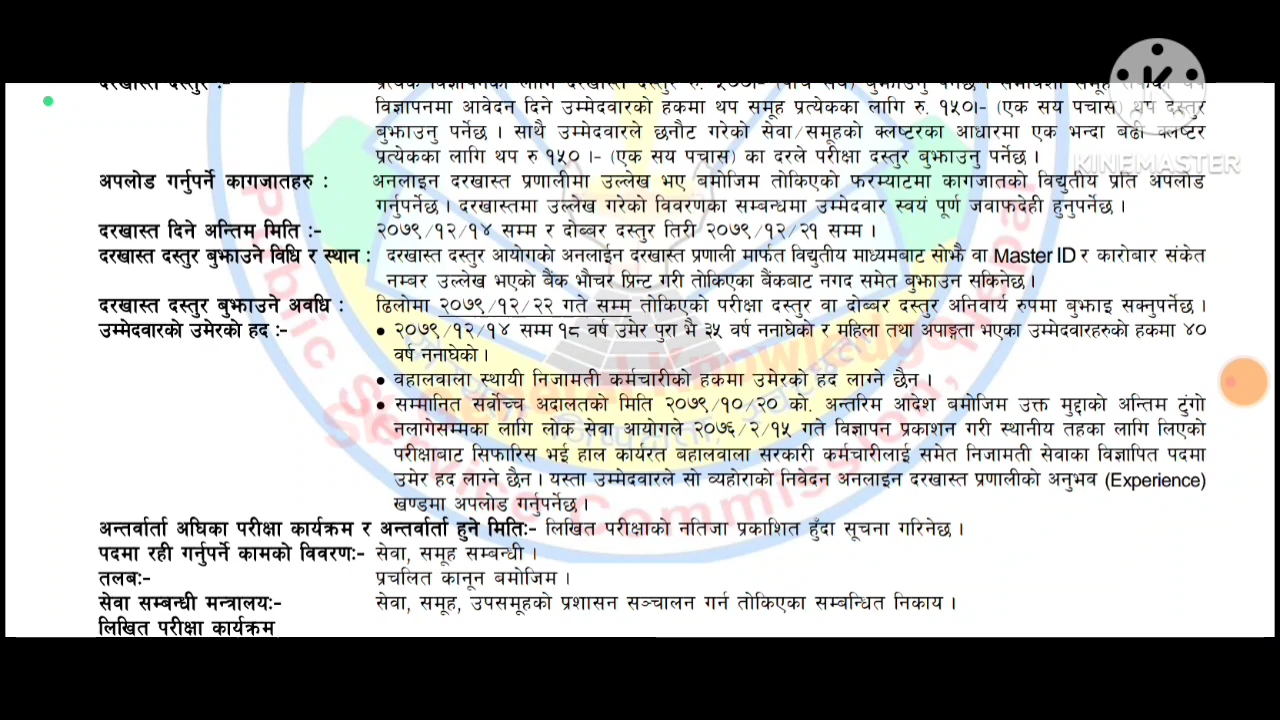 दरखास्त दस्तुर :- प्रत्येक विज्ञापनका लागि दरखास्त दस्तुर रु.
विज्ञापनमा आवेदन दिने उम्मेदवारको हकमा थप समूह प्रत्येकका लागि रु. १५०।- (एक सय पचास) थप दस्तुर
बुझाउनु पर्नेछ । साथै उम्मेदवारले छनौट गरेको सेवा/समूहको क्लष्टरका आधारमा एक भन्दा बढी क्लष्टर
प्रत्येकका लागि थप रु १५० ।- (एक सय पचास) का दरले परीक्षा दस्तुर बुझाउनु पर्नेछ ।
KINEMASTER
अपलोड गर्नुपर्ने कागजातहरु : अनलाइन दरखास्त प्रणालीमा उल्लेख भए बमोजिम तोकिएको फरम्याटमा कागजातको विद्युतीय प्रति अपलोड
गर्नुपर्नेछ । दरखास्तमा उल्लेख गरेको विवरणका सम्बन्धमा उम्मेदवार स्वयं पूर्ण जवाफदेही हुनुपर्नेछ ।
दरखास्त दिने अन्तिम मिति :- २०७९/१२/१४ सम्म र दोब्बर दस्तुर तिरी २०७९/१२/२१ सम्म ।
दरखास्त दस्तुर बुझाउने विधि र स्थान : दरखास्त दस्तुर आयोगको अनलाईन दरखास्त प्रणाली मार्फत विद्युतीय माध्यमबाट सोझै वा Master ID र कारोबार संकेत
नम्बर उल्लेख भएको बैंक भौचर प्रिन्ट गरी तोकिएका बैंकबाट नगद समेत बुझाउन सकिनेछ ।
दरखास्त दस्तुर बुझाउने अवधि : ढिलोमा २०७९/१२/२२ गते सम्म तोकिएको परीक्षा दस्तुर वा दोब्बर दस्तुर अनिवार्य रुपमा बुझाइ सक्नुपर्नेछ ।
उम्मेदवारको उमेरको हद :- • २०७९/१२/१४ सम्म १८ वर्ष उमेर पुरा भै ३५ वर्ष ननाघेको र महिला तथा अपाङ्गता भएका उम्मेदवारहरुको हकमा ४०
वर्ष ननाघेको ।
• वहालवाला स्थायी निजामती कर्मचारीको हकमा उमेरको हद लाग्ने छैन ।
• सम्मानित सर्वोच्च अदालतको मिति २०७९/१०/२० को अन्तरिम आदेश बमोजिम उक्त मुद्दाको अन्तिम टुंगो
नलागेसम्मका लागि लोक सेवा आयोगले २०७६/२/१५ गते विज्ञापन प्रकाशन गरी स्थानीय तहका लागि लिएको
परीक्षाबाट सिफारिस भई हाल कार्यरत बहालवाला सरकारी कर्मचारीलाई समेत निजामती सेवाका विज्ञापित पदमा
उमेर हद लाग्ने छैन । यस्ता उम्मेदवारले सो व्यहोराको निवेदन अनलाइन दरखास्त प्रणालीको अनुभव (Experience)
खण्डमा अपलोड गर्नुपर्नेछ ।
अन्तर्वार्ता अघिका परीक्षा कार्यक्रम र अन्तर्वार्ता हुने मितिः- लिखित परीक्षाको नतिजा प्रकाशित हुँदा सूचना गरिनेछ ।
पदमा रही गर्नुपर्ने कामको विवरणः- सेवा, समूह सम्बन्धी ।
तलबः- प्रचलित कानून बमोजिम ।
सेवा सम्बन्धी मन्त्रालयः- सेवा, समूह, उपसमूहको प्रशासन सञ्चालन गर्न तोकिएका सम्बन्धित निकाय ।
लिखित परीक्षा कार्यक्रम